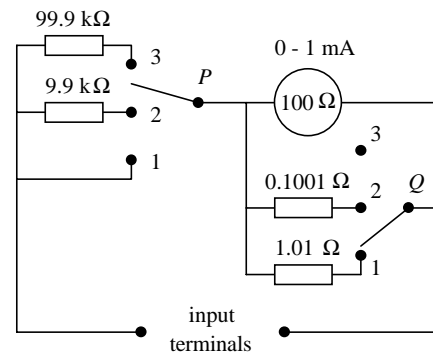 99.9 kΩ
0 - 1 mA
3
P
9.9 kΩ
100 Ω
2
3
1
0.1001 Ω
2
Q
1.01 Ω
1
input
terminals